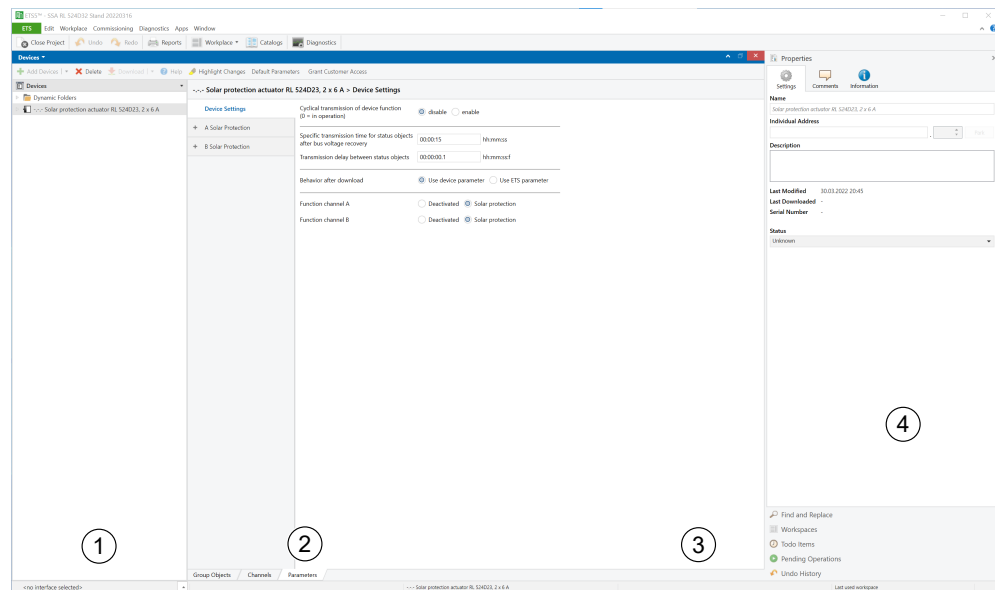 ETS5™ - SSA RL S24D32 Stand 20220316
ETS Edit Workplace Commissioning Diagnostics Apps Window
Close Project Undo Redo Reports Workplace Catalogs Diagnostics
Devices
Add Devices Delete Download Help Highlight Changes Default Parameters Grant Customer Access
Devices
Dynamic Folders
-.-.- Solar protection actuator RL S24D23, 2 x 6 A
-.-.- Solar protection actuator RL S24D23, 2 x 6 A > Device Settings
Device Settings
+ A Solar Protection
+ B Solar Protection
Cyclical transmission of device function
(0 = in operation)
disable enable
Specific transmission time for status objects
after bus voltage recovery
00:00:15 hh:mm:ss
Transmission delay between status objects 00:00:00.1 hh:mm:ss:f
Behavior after download Use device parameter Use ETS parameter
Function channel A Deactivated Solar protection
Function channel B Deactivated Solar protection
Properties
Settings Comments Information
Name
Solar protection actuator RL S24D23, 2 x 6 A
Individual Address
. Park
Description
Last Modified 30.03.2022 20:45
Last Downloaded -
Serial Number -
Status
Unknown
1
2
3
4
Find and Replace
Workspaces
Todo Items
Pending Operations
Undo History
Group Objects Channels Parameters
<no interface selected>
-.-.- Solar protection actuator RL S24D23, 2 x 6 A
Last used workspace